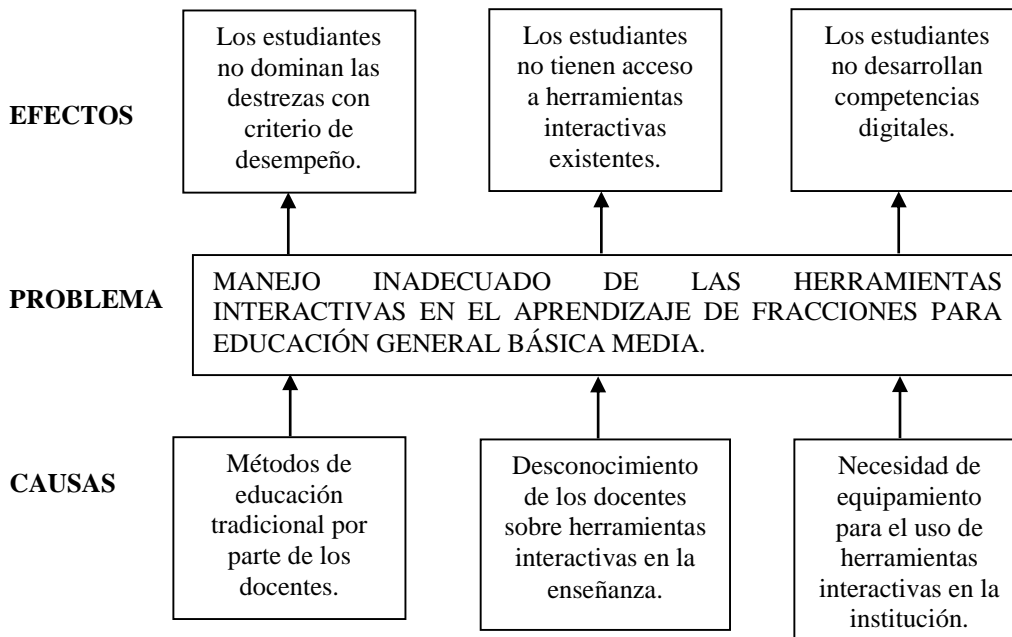 EFECTOS
Los estudiantes
no dominan las
destrezas con
criterio de
desempeño.
Los estudiantes
no tienen acceso
a herramientas
interactivas
existentes.
Los estudiantes
no desarrollan
competencias
digitales.
PROBLEMA
MANEJO INADECUADO DE LAS HERRAMIENTAS
INTERACTIVAS EN EL APRENDIZAJE DE FRACCIONES PARA
EDUCACIÓN GENERAL BÁSICA MEDIA.
CAUSAS
Métodos de
educación
tradicional por
parte de los
docentes.
Desconocimiento
de los docentes
sobre herramientas
interactivas en la
enseñanza.
Necesidad de
equipamiento
para el uso de
herramientas
interactivas en la
institución.